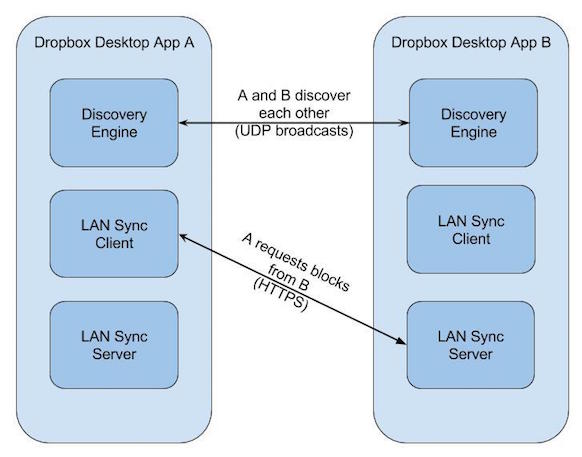 Dropbox Desktop App A
Dropbox Desktop App B
Discovery
Engine
A and B discover
each other
(UDP broadcasts)
Discovery
Engine
LAN Sync
Client
A requests blocks
from B
(HTTPS)
LAN Sync
Client
LAN Sync
Server
LAN Sync
Server